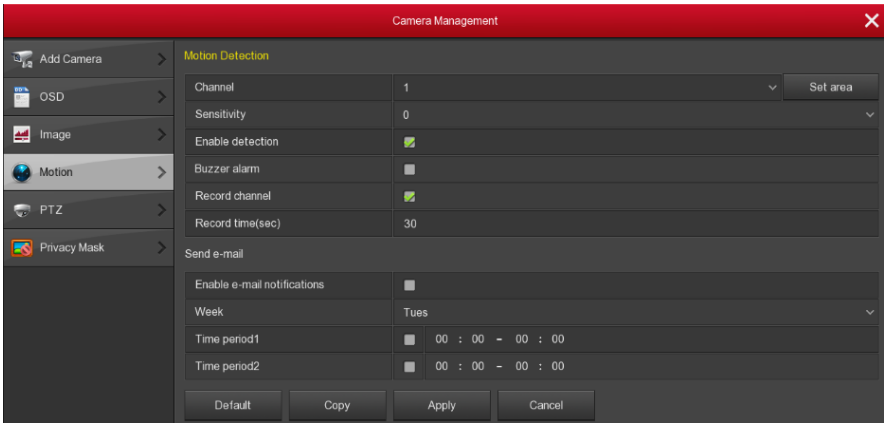 Camera Management
Add Camera
OSD
Image
Motion
PTZ
Privacy Mask
Motion Detection
Channel 1 Set area
Sensitivity 0
Enable detection
Buzzer alarm
Record channel
Record time(sec) 30
Send e-mail
Enable e-mail notifications
Week Tues
Time period1 00 : 00 - 00 : 00
Time period2 00 : 00 - 00 : 00
Default Copy Apply Cancel